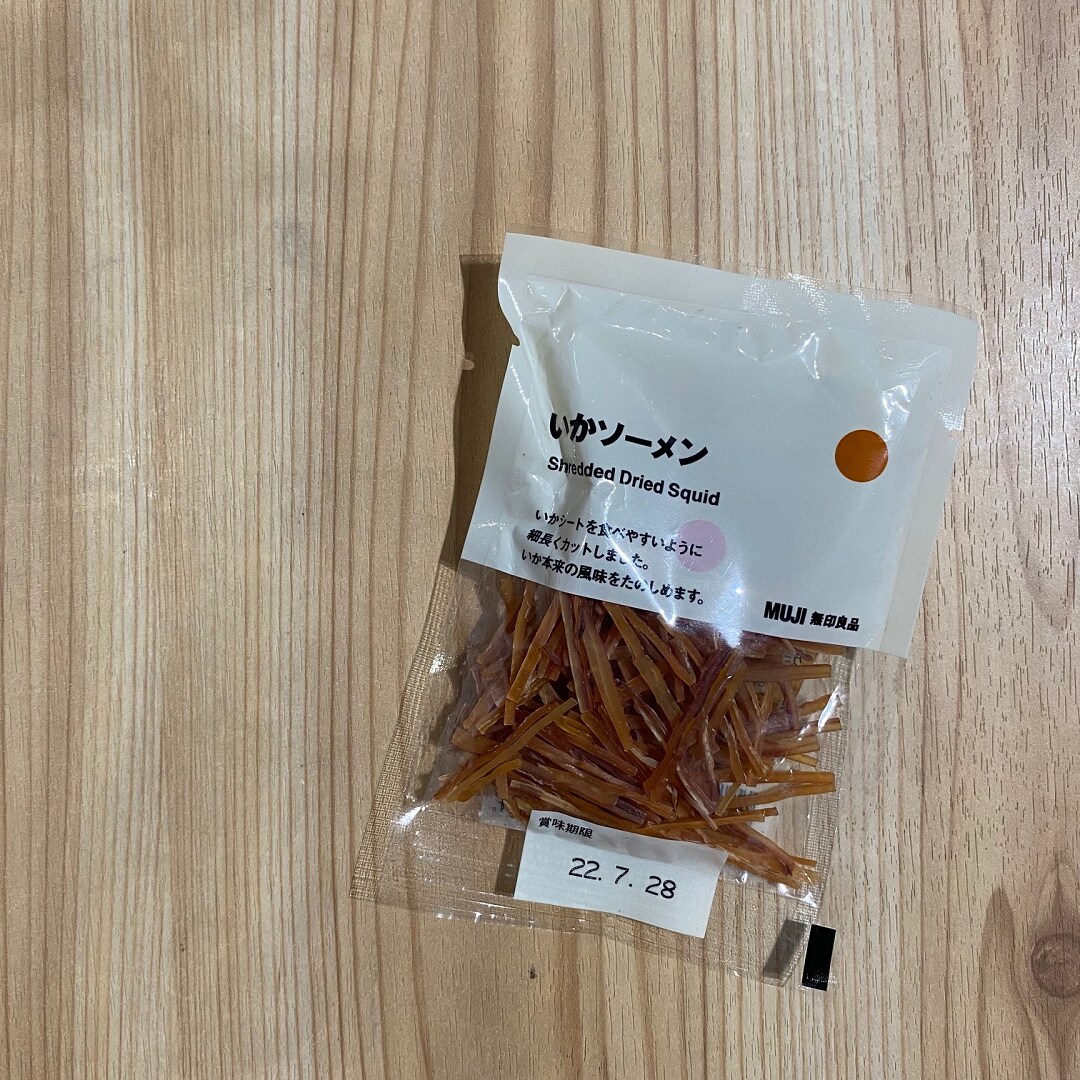 いかソーメン
Shredded Dried Squid
いかシートを食べやすいように
細長くカットしました。
いか本来の風味をたのしめます。
MUJI 無印良品
賞味期限
22. 7. 28